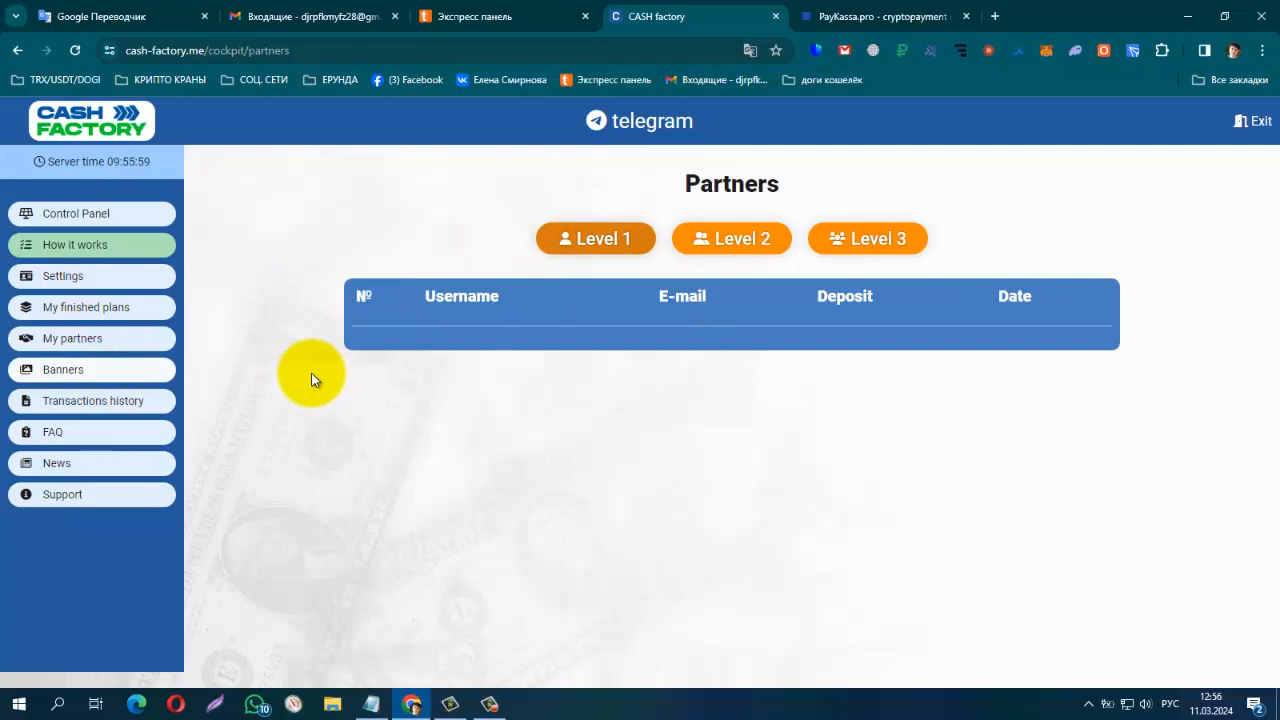 Google Переводчик
Входящие - djrpfkmyfz28@gm
Экспресс панель
CASH factory
PayKassa.pro - cryptopayment
cash-factory.me/cockpit/partners
TRX/USDT/DOGI
КРИПТО КРАНЫ
СОЦ. СЕТИ
ЕРУНДА
(3) Facebook
Елена Смирнова
Экспресс панель
Входящие - djrpfk...
доги кошелёк
Все закладки
CASH
FACTORY
telegram
Exit
Server time 09:55:59
Partners
Control Panel
How it works
Settings
My finished plans
My partners
Banners
Transactions history
FAQ
News
Support
Level 1
Level 2
Level 3
№ Username E-mail Deposit Date
10
РУС
12:56
11.03.2024
2